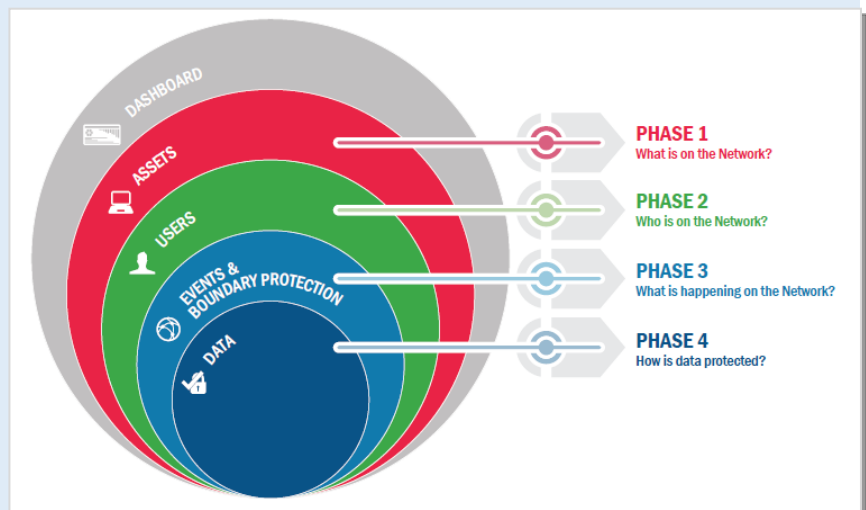 DASHBOARD
ASSETS
USERS
EVENTS &
BOUNDARY PROTECTION
DATA
PHASE 1
What is on the Network?
PHASE 2
Who is on the Network?
PHASE 3
What is happening on the Network?
PHASE 4
How is data protected?